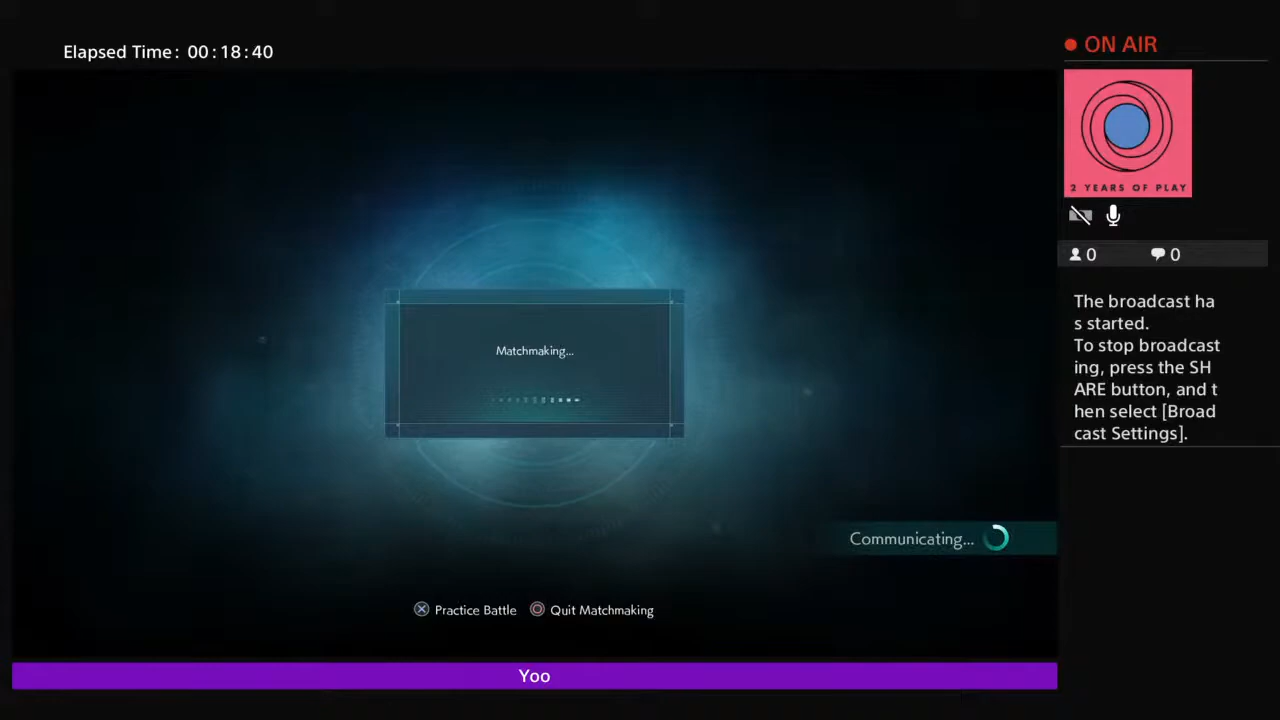 Elapsed Time: 00:18:40
ON AIR
2 YEARS OF PLAY
0
0
The broadcast ha
s started.
To stop broadcast
ing, press the SH
ARE button, and t
hen select [Broad
cast Settings].
Matchmaking...
Communicating...
Practice Battle
Quit Matchmaking
Yoo